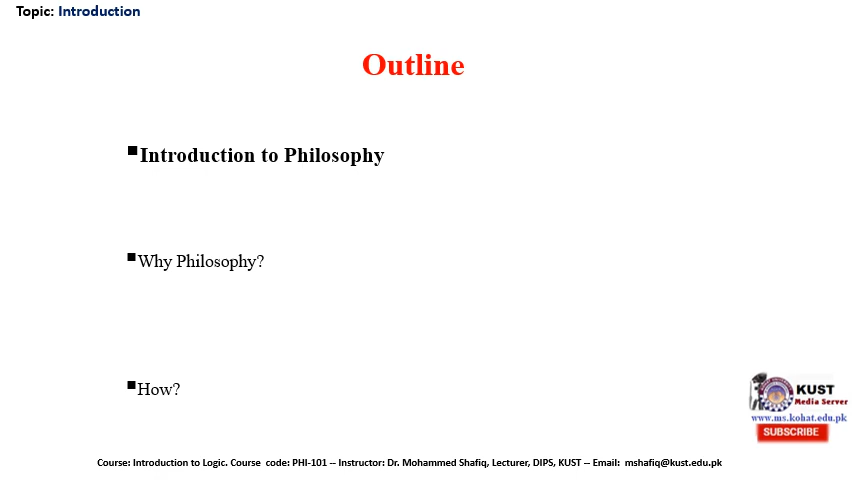 Topic: Introduction
Outline
Introduction to Philosophy
Why Philosophy?
How?
KUST
Media Server
www.ms.kohat.edu.pk
SUBSCRIBE
Course: Introduction to Logic. Course code: PHI-101 -- Instructor: Dr. Mohammed Shafiq, Lecturer, DIPS, KUST -- Email: mshafiq@kust.edu.pk